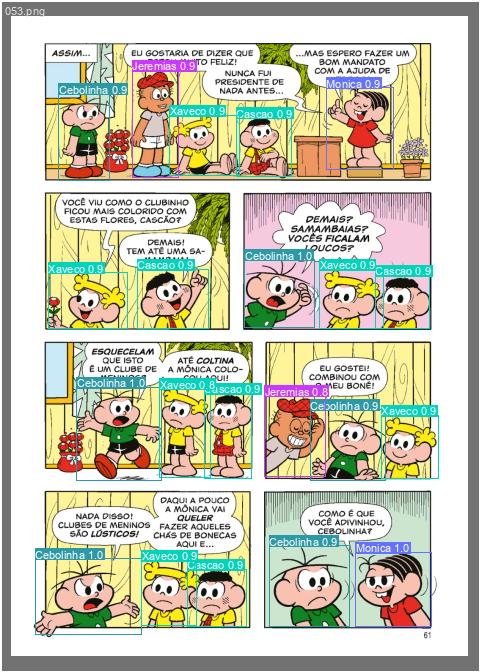 053.png
ASSIM...
EU GOSTARIA DE DIZER QUE
TO FELIZ!
...MAS ESPERO FAZER UM
BOM MANDATO
COM A AJUDA DE
Jeremias 0.9
NUNCA FUI
PRESIDENTE DE
NADA ANTES...
Monica 0.9
Cebolinha 0.9
Xaveco 0.9
Cascao 0.9
VOCÊ VIU COMO O CLUBINHO
FICOU MAIS COLORIDO COM
ESTAS FLORES, CASCÃO?
DEMAIS!
TEM ATÉ UMA SA-
Xaveco 0.9
Cascao 0.9
DEMAIS?
SAMAMBAIAS?
VOCÊS FICALAM
LOUCOS?
Cebolinha 1.0
Xaveco 0.9
Cascao 0.9
ESQUECELAM
QUE ISTO
É UM CLUBE DE
MENINOS?
ATÉ COLTINA
A MÔNICA COLO-
COU AQUI!
Cebolinha 1.0
Xaveco 0.8
Cascao 0.9
EU GOSTEI!
COMBINOU COM
O MEU BONÉ!
Jeremias 0.8
Cebolinha 0.9
Xaveco 0.9
NADA DISSO!
CLUBES DE MENINOS
SÃO LÚSTICOS!
DAQUI A POUCO
A MÔNICA VAI
QUELER
FAZER AQUELES
CHÁS DE BONECAS
AQUI E...
Cebolinha 1.0
Xaveco 0.9
Cascao 0.9
COMO É QUE
VOCÊ ADIVINHOU,
CEBOLINHA?
Cebolinha 0.9
Monica 1.0
61